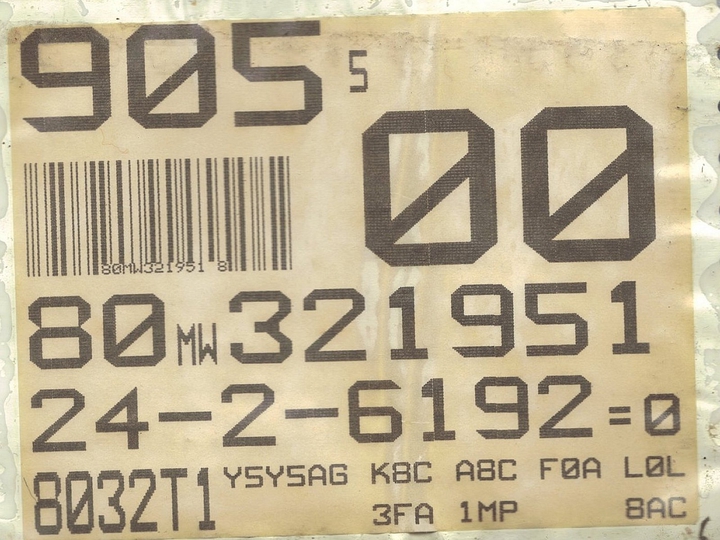 905 5
00
80MW321951 8
80 MW 321951
24-2-6192=0
8032T1 Y5Y5AG K8C A8C F0A L0L
3FA 1MP 8AC